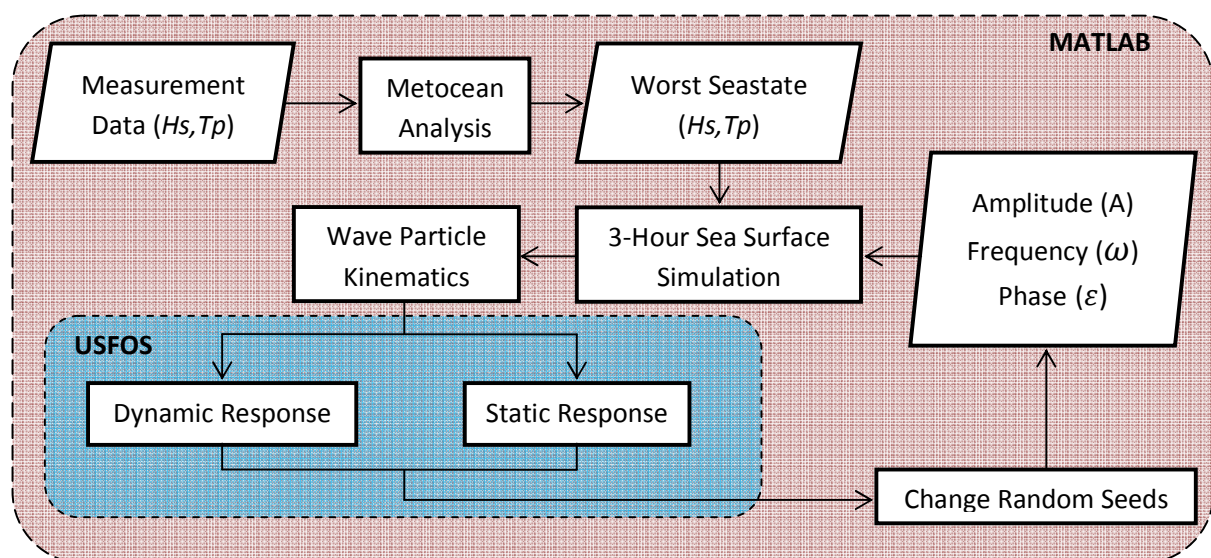 MATLAB
Measurement
Data (Hs,Tp)
Metocean
Analysis
Worst Seastate
(Hs,Tp)
Amplitude (A)
Frequency (ω)
Phase (ε)
3-Hour Sea Surface
Simulation
Wave Particle
Kinematics
USFOS
Dynamic Response
Static Response
Change Random Seeds